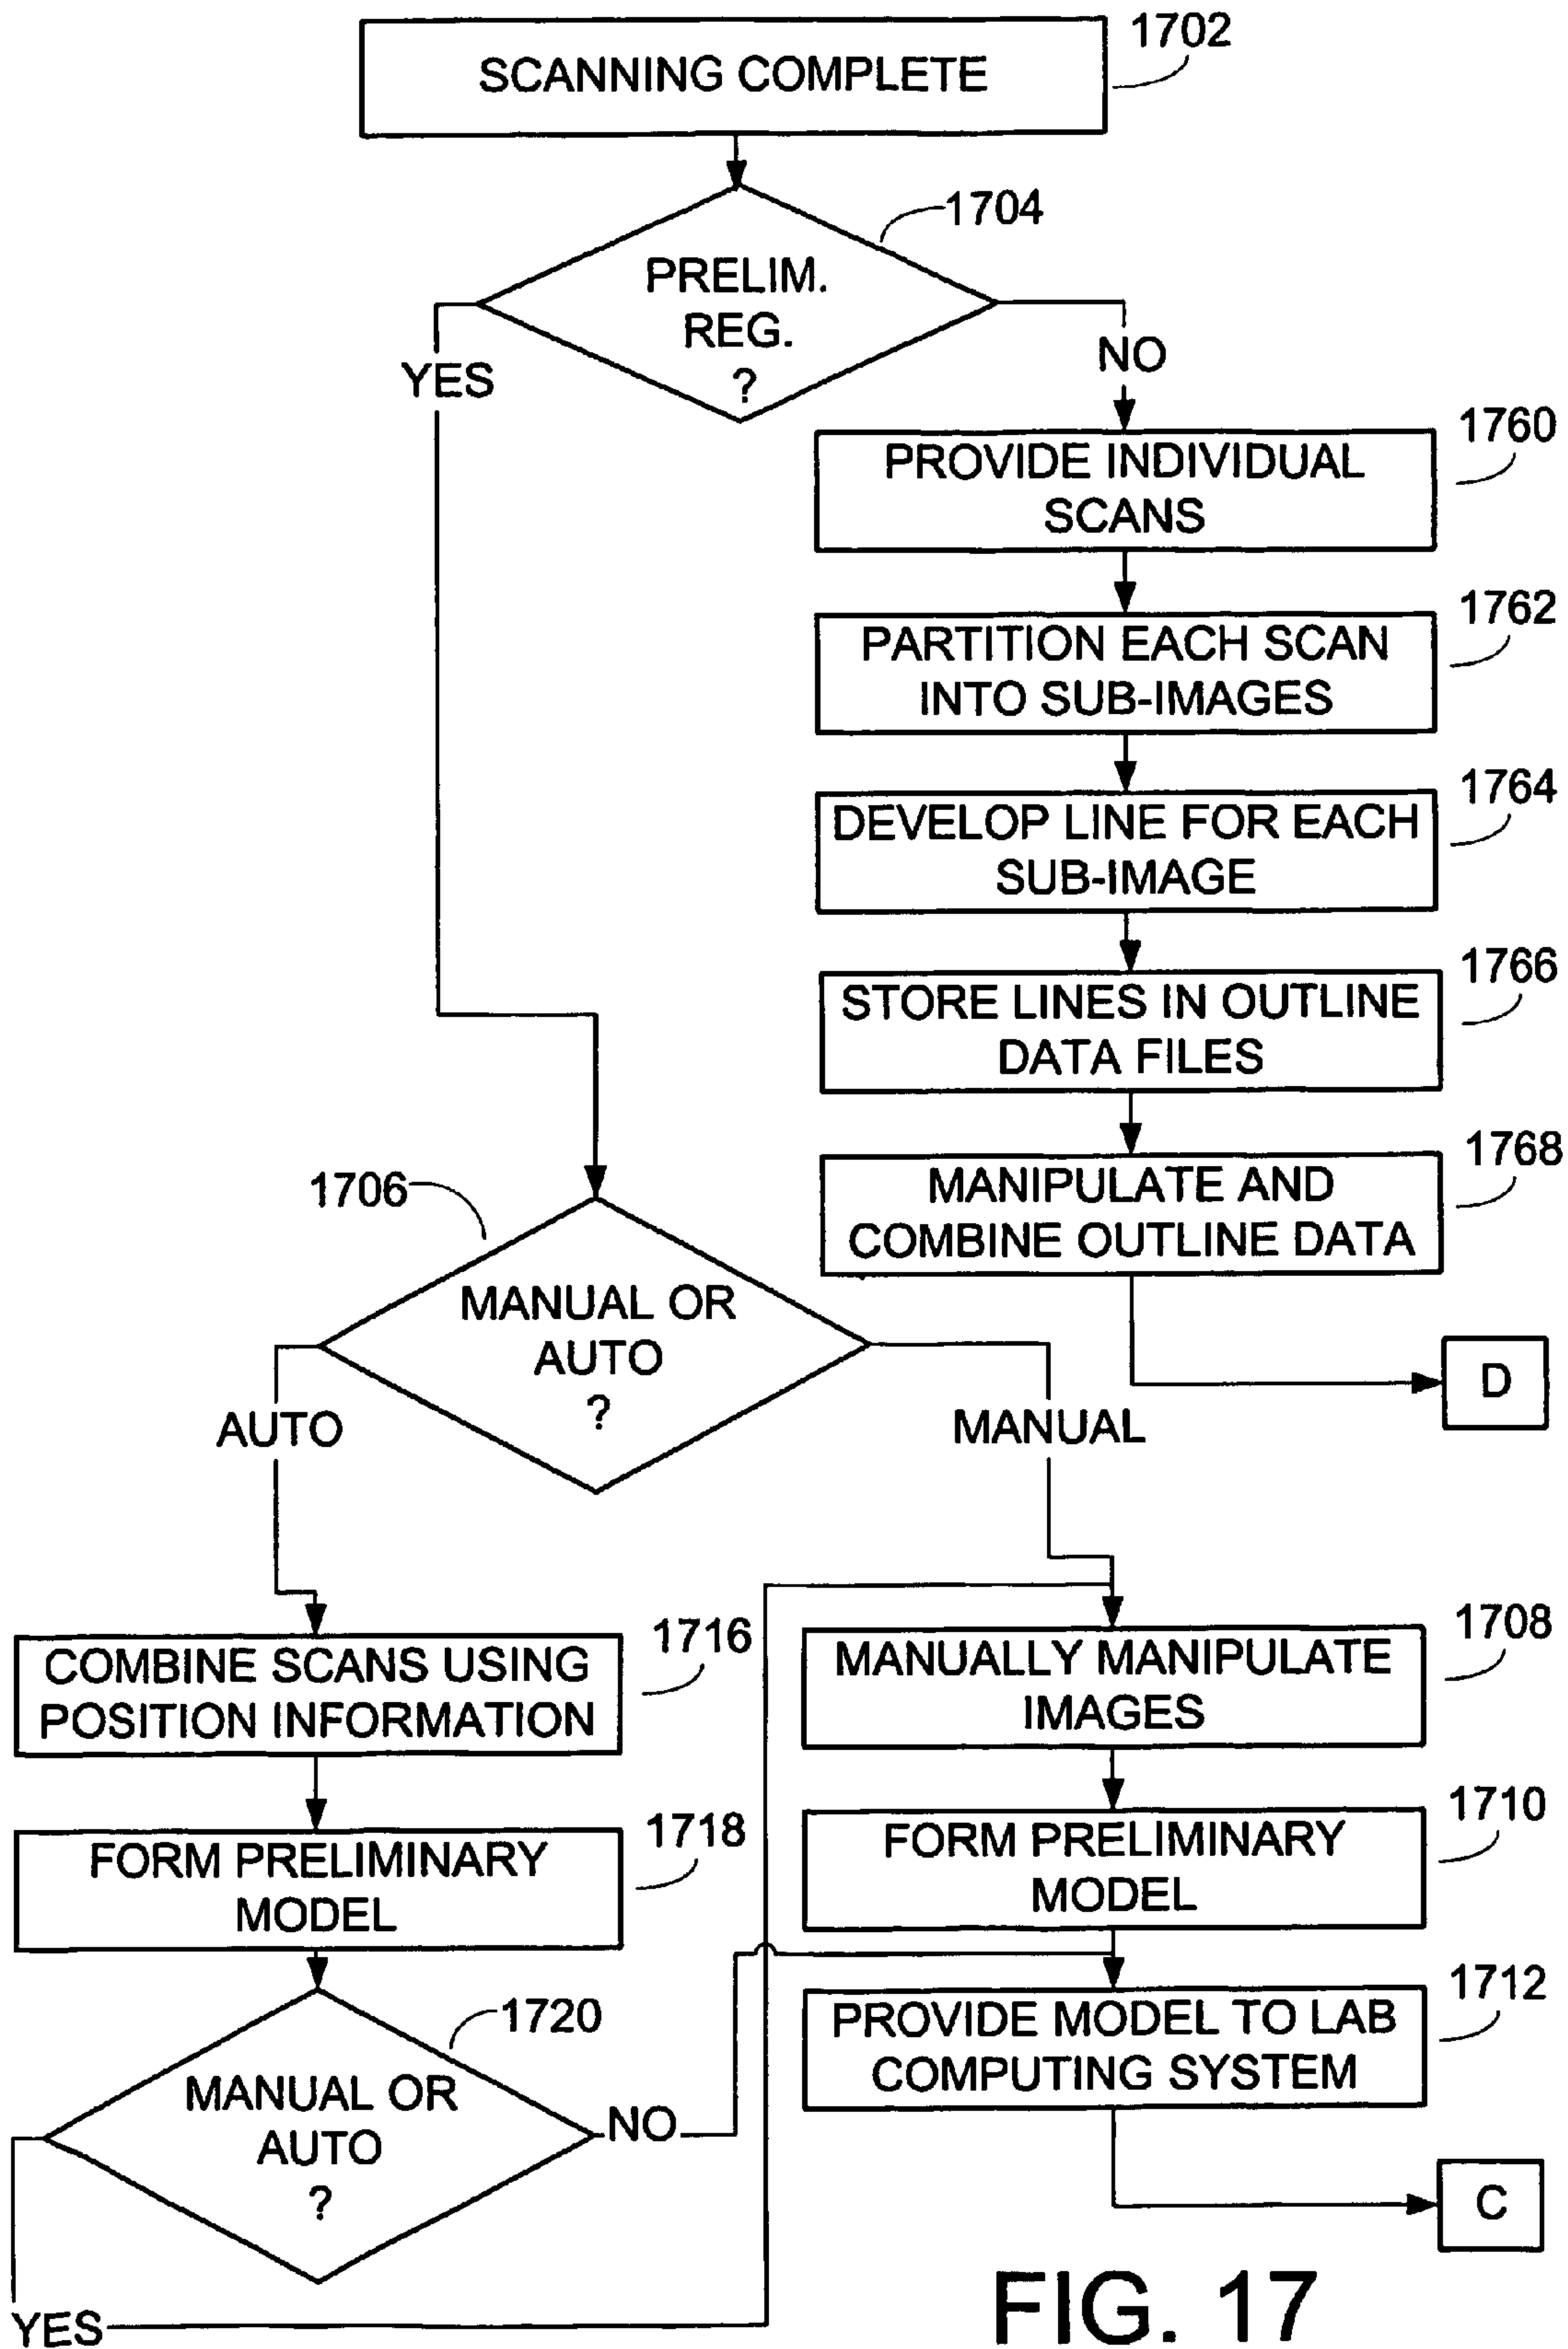 SCANNING COMPLETE
1702
PRELIM.
REG.
?
1704
YES
NO
PROVIDE INDIVIDUAL
SCANS
1760
PARTITION EACH SCAN
INTO SUB-IMAGES
1762
DEVELOP LINE FOR EACH
SUB-IMAGE
1764
STORE LINES IN OUTLINE
DATA FILES
1766
MANIPULATE AND
COMBINE OUTLINE DATA
1768
D
1706
MANUAL OR
AUTO
?
AUTO
MANUAL
COMBINE SCANS USING
POSITION INFORMATION
1716
MANUALLY MANIPULATE
IMAGES
1708
FORM PRELIMINARY
MODEL
1718
FORM PRELIMINARY
MODEL
1710
1720
MANUAL OR
AUTO
?
NO
YES
PROVIDE MODEL TO LAB
COMPUTING SYSTEM
1712
C
FIG. 17